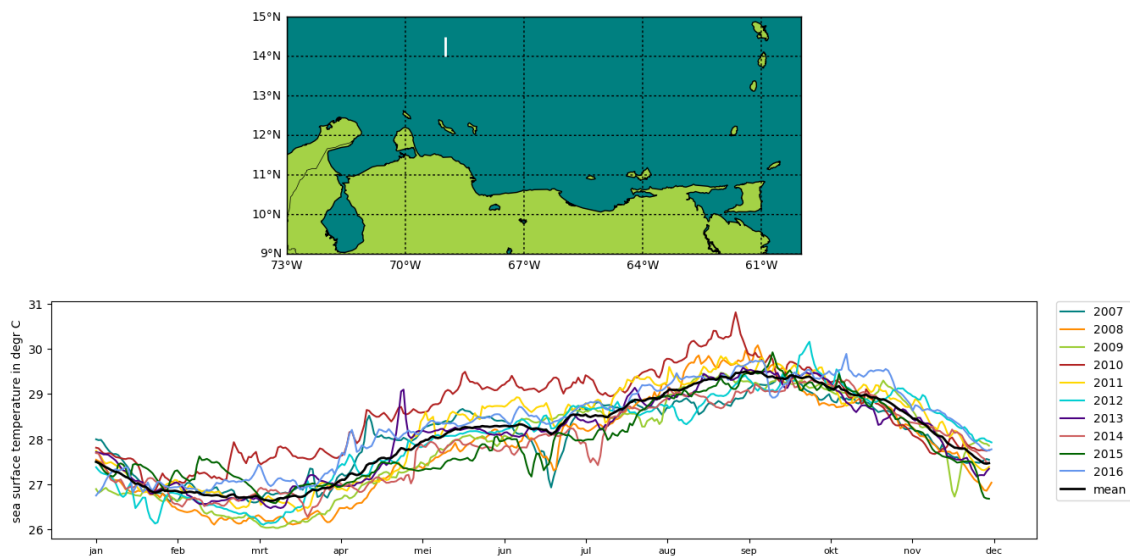 15°N
14°N
13°N
12°N
11°N
10°N
9°N
73°W 70°W 67°W 64°W 61°W
sea surface temperature in degr C
31
30
29
28
27
26
jan feb mrt apr mei jun jul aug sep okt nov dec
2007
2008
2009
2010
2011
2012
2013
2014
2015
2016
mean